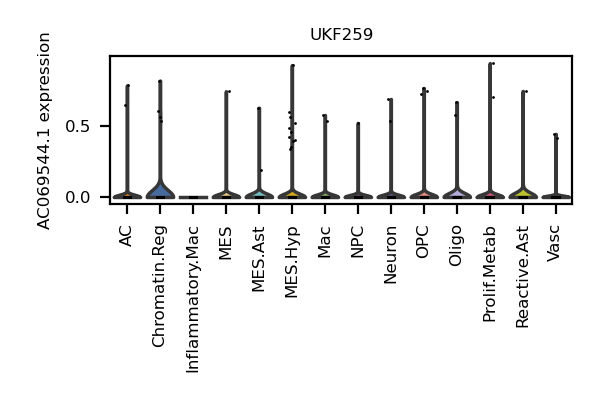 UKF259
AC069544.1 expression
0.5
0.0
AC
Chromatin.Reg
Inflammatory.Mac
MES
MES.Ast
MES.Hyp
Mac
NPC
Neuron
OPC
Oligo
Prolif.Metab
Reactive.Ast
Vasc